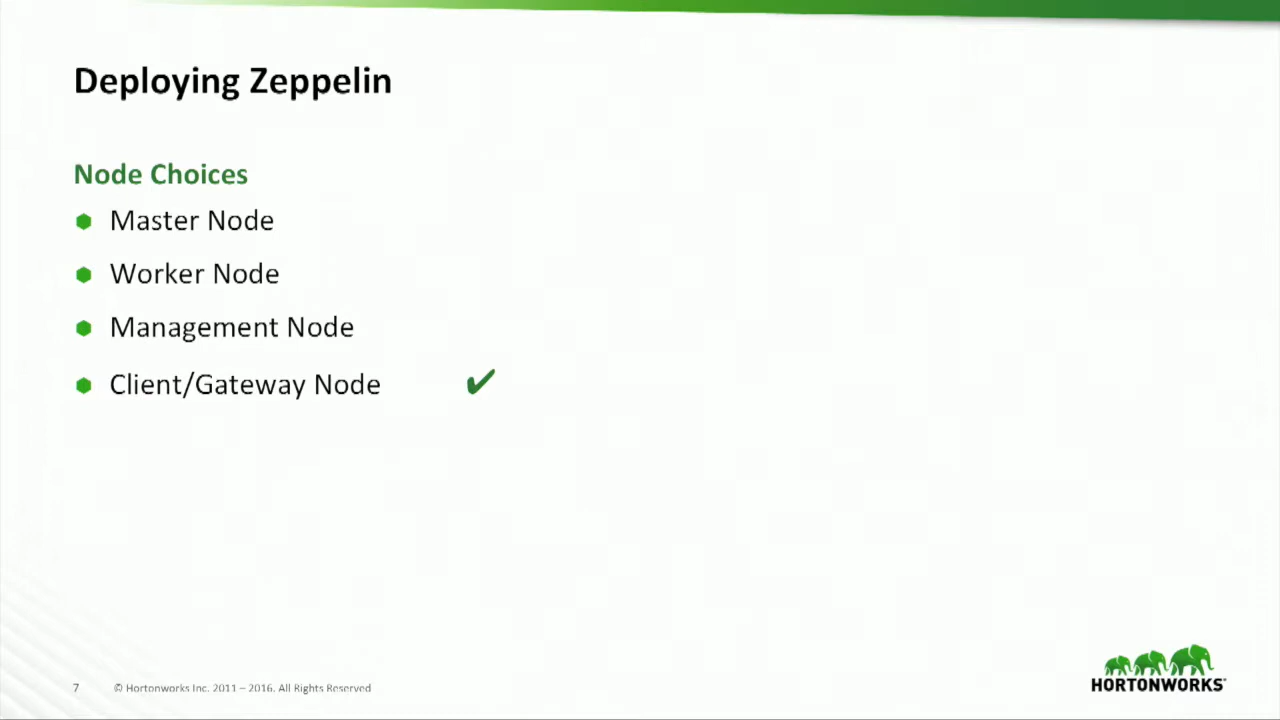 Deploying Zeppelin
Node Choices
Master Node
Worker Node
Management Node
Client/Gateway Node
7 © Hortonworks Inc. 2011 – 2016. All Rights Reserved
HORTONWORKS